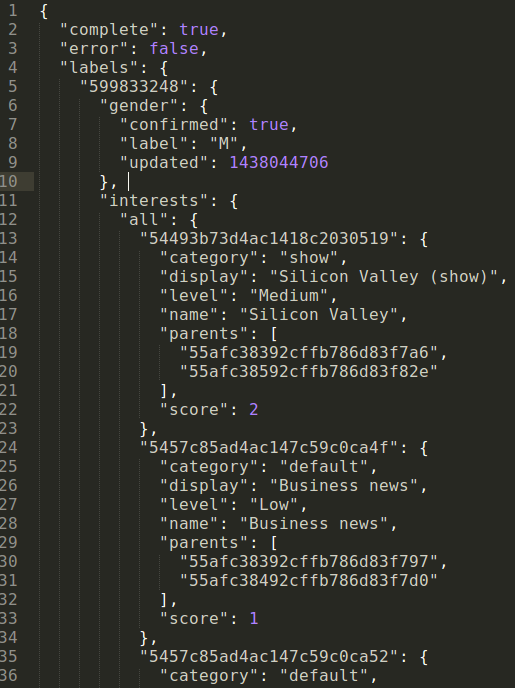 1 {
2   "complete": true,
3   "error": false,
4   "labels": {
5     "599833248": {
6       "gender": {
7         "confirmed": true,
8         "label": "M",
9         "updated": 1438044706
10       },
11       "interests": {
12         "all": {
13           "54493b73d4ac1418c2030519": {
14             "category": "show",
15             "display": "Silicon Valley (show)",
16             "level": "Medium",
17             "name": "Silicon Valley",
18             "parents": [
19               "55afc38392cffb786d83f7a6",
20               "55afc38592cffb786d83f82e"
21             ],
22             "score": 2
23           },
24           "5457c85ad4ac147c59c0ca4f": {
25             "category": "default",
26             "display": "Business news",
27             "level": "Low",
28             "name": "Business news",
29             "parents": [
30               "55afc38392cffb786d83f797",
31               "55afc38492cffb786d83f7d0"
32             ],
33             "score": 1
34           },
35           "5457c85ad4ac147c59c0ca52": {
36             "category": "default",